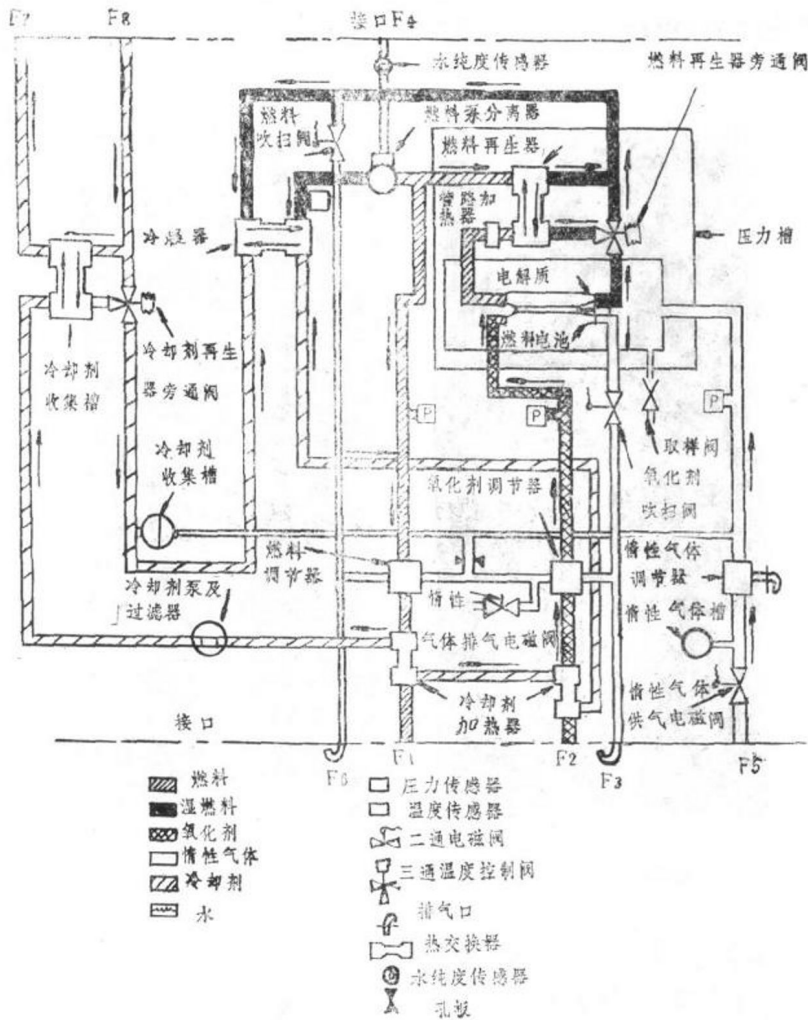 F7
F8
接口F4
水纯度传感器
燃料再生器旁通阀
燃料
吹扫阀
燃料泵分离器
燃料再生器
管路加
热器
冷凝器
压力槽
电解质
燃料电池
冷却剂
收集槽
冷却剂再生
器旁通阀
P
P
P
取样阀
氧化剂
吹扫阀
冷却剂
收集槽
氧化剂调节器
燃料
调节器
惰性气体
调节器
冷却剂泵及
过滤器
惰性
气体排气电磁阀
惰性气体槽
冷却剂
加热器
惰性气体
供气电磁阀
接口
F6
F1
F2
F3
F5
燃料
湿燃料
氧化剂
惰性气体
冷却剂
水
压力传感器
温度传感器
二通电磁阀
三通温度控制阀
排气口
热交换器
水纯度传感器
孔板